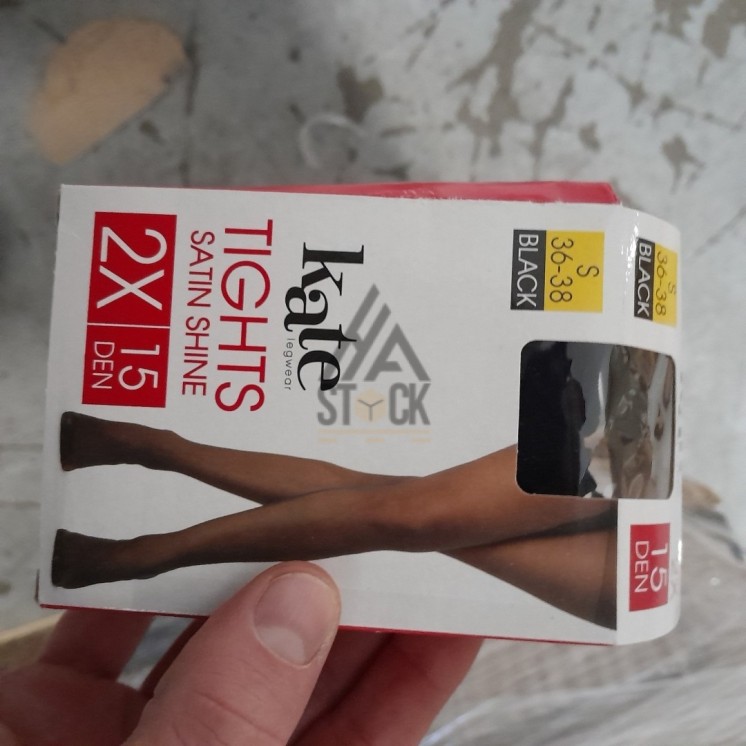 kate
legwear
TIGHTS
SATIN SHINE
2X
15
DEN
S
36-38
BLACK
S
36-38
BLACK
15
DEN
STOCK